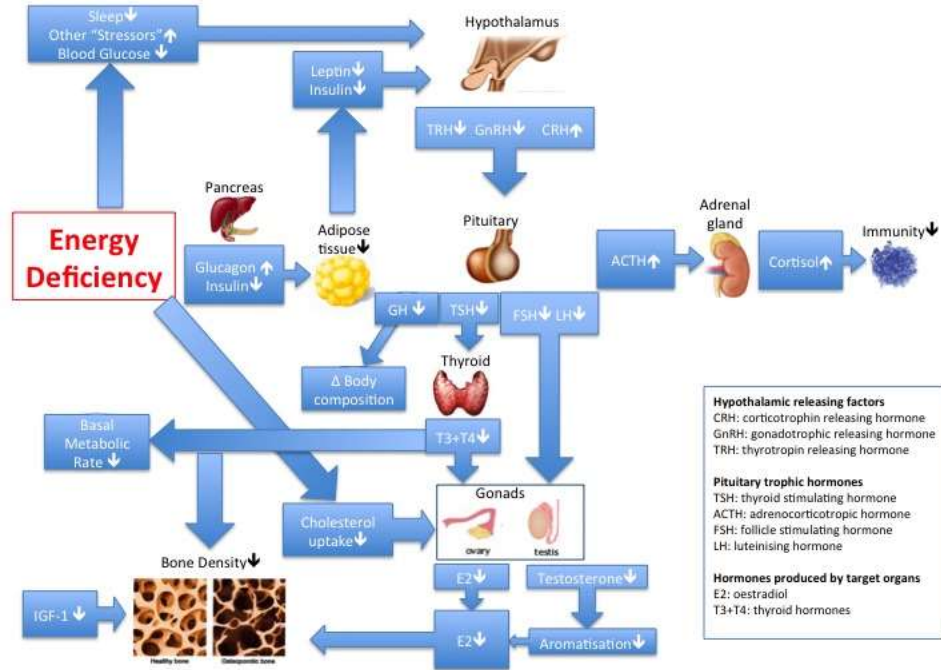 Sleep↓
Other "Stressors"↑
Blood Glucose ↓
Hypothalamus
Leptin↓
Insulin↓
TRH↓ GnRH↓ CRH↑
Pancreas
Energy
Deficiency
Glucagon ↑
Insulin↓
Adipose
tissue↓
Pituitary
ACTH↑
Adrenal
gland
Cortisol↑
Immunity↓
GH ↓
TSH↓
FSH↓ LH↓
Δ Body
composition
Thyroid
Basal
Metabolic
Rate ↓
T3+T4↓
Gonads
ovary
testis
Cholesterol
uptake↓
Bone Density↓
IGF-1 ↓
Healthy bone
Osteoporotic bone
E2↓
Testosterone↓
E2↓
Aromatisation↓
Hypothalamic releasing factors
CRH: corticotrophin releasing hormone
GnRH: gonadotrophic releasing hormone
TRH: thyrotropin releasing hormone
Pituitary trophic hormones
TSH: thyroid stimulating hormone
ACTH: adrenocorticotropic hormone
FSH: follicle stimulating hormone
LH: luteinising hormone
Hormones produced by target organs
E2: oestradiol
T3+T4: thyroid hormones